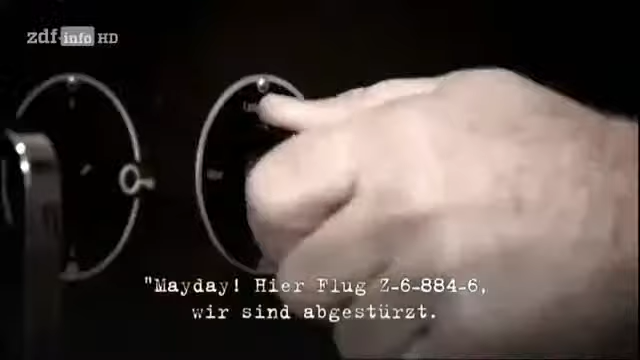 zdf info HD
"Mayday! Hier Flug Z-6-884-6,
wir sind abgestürzt.